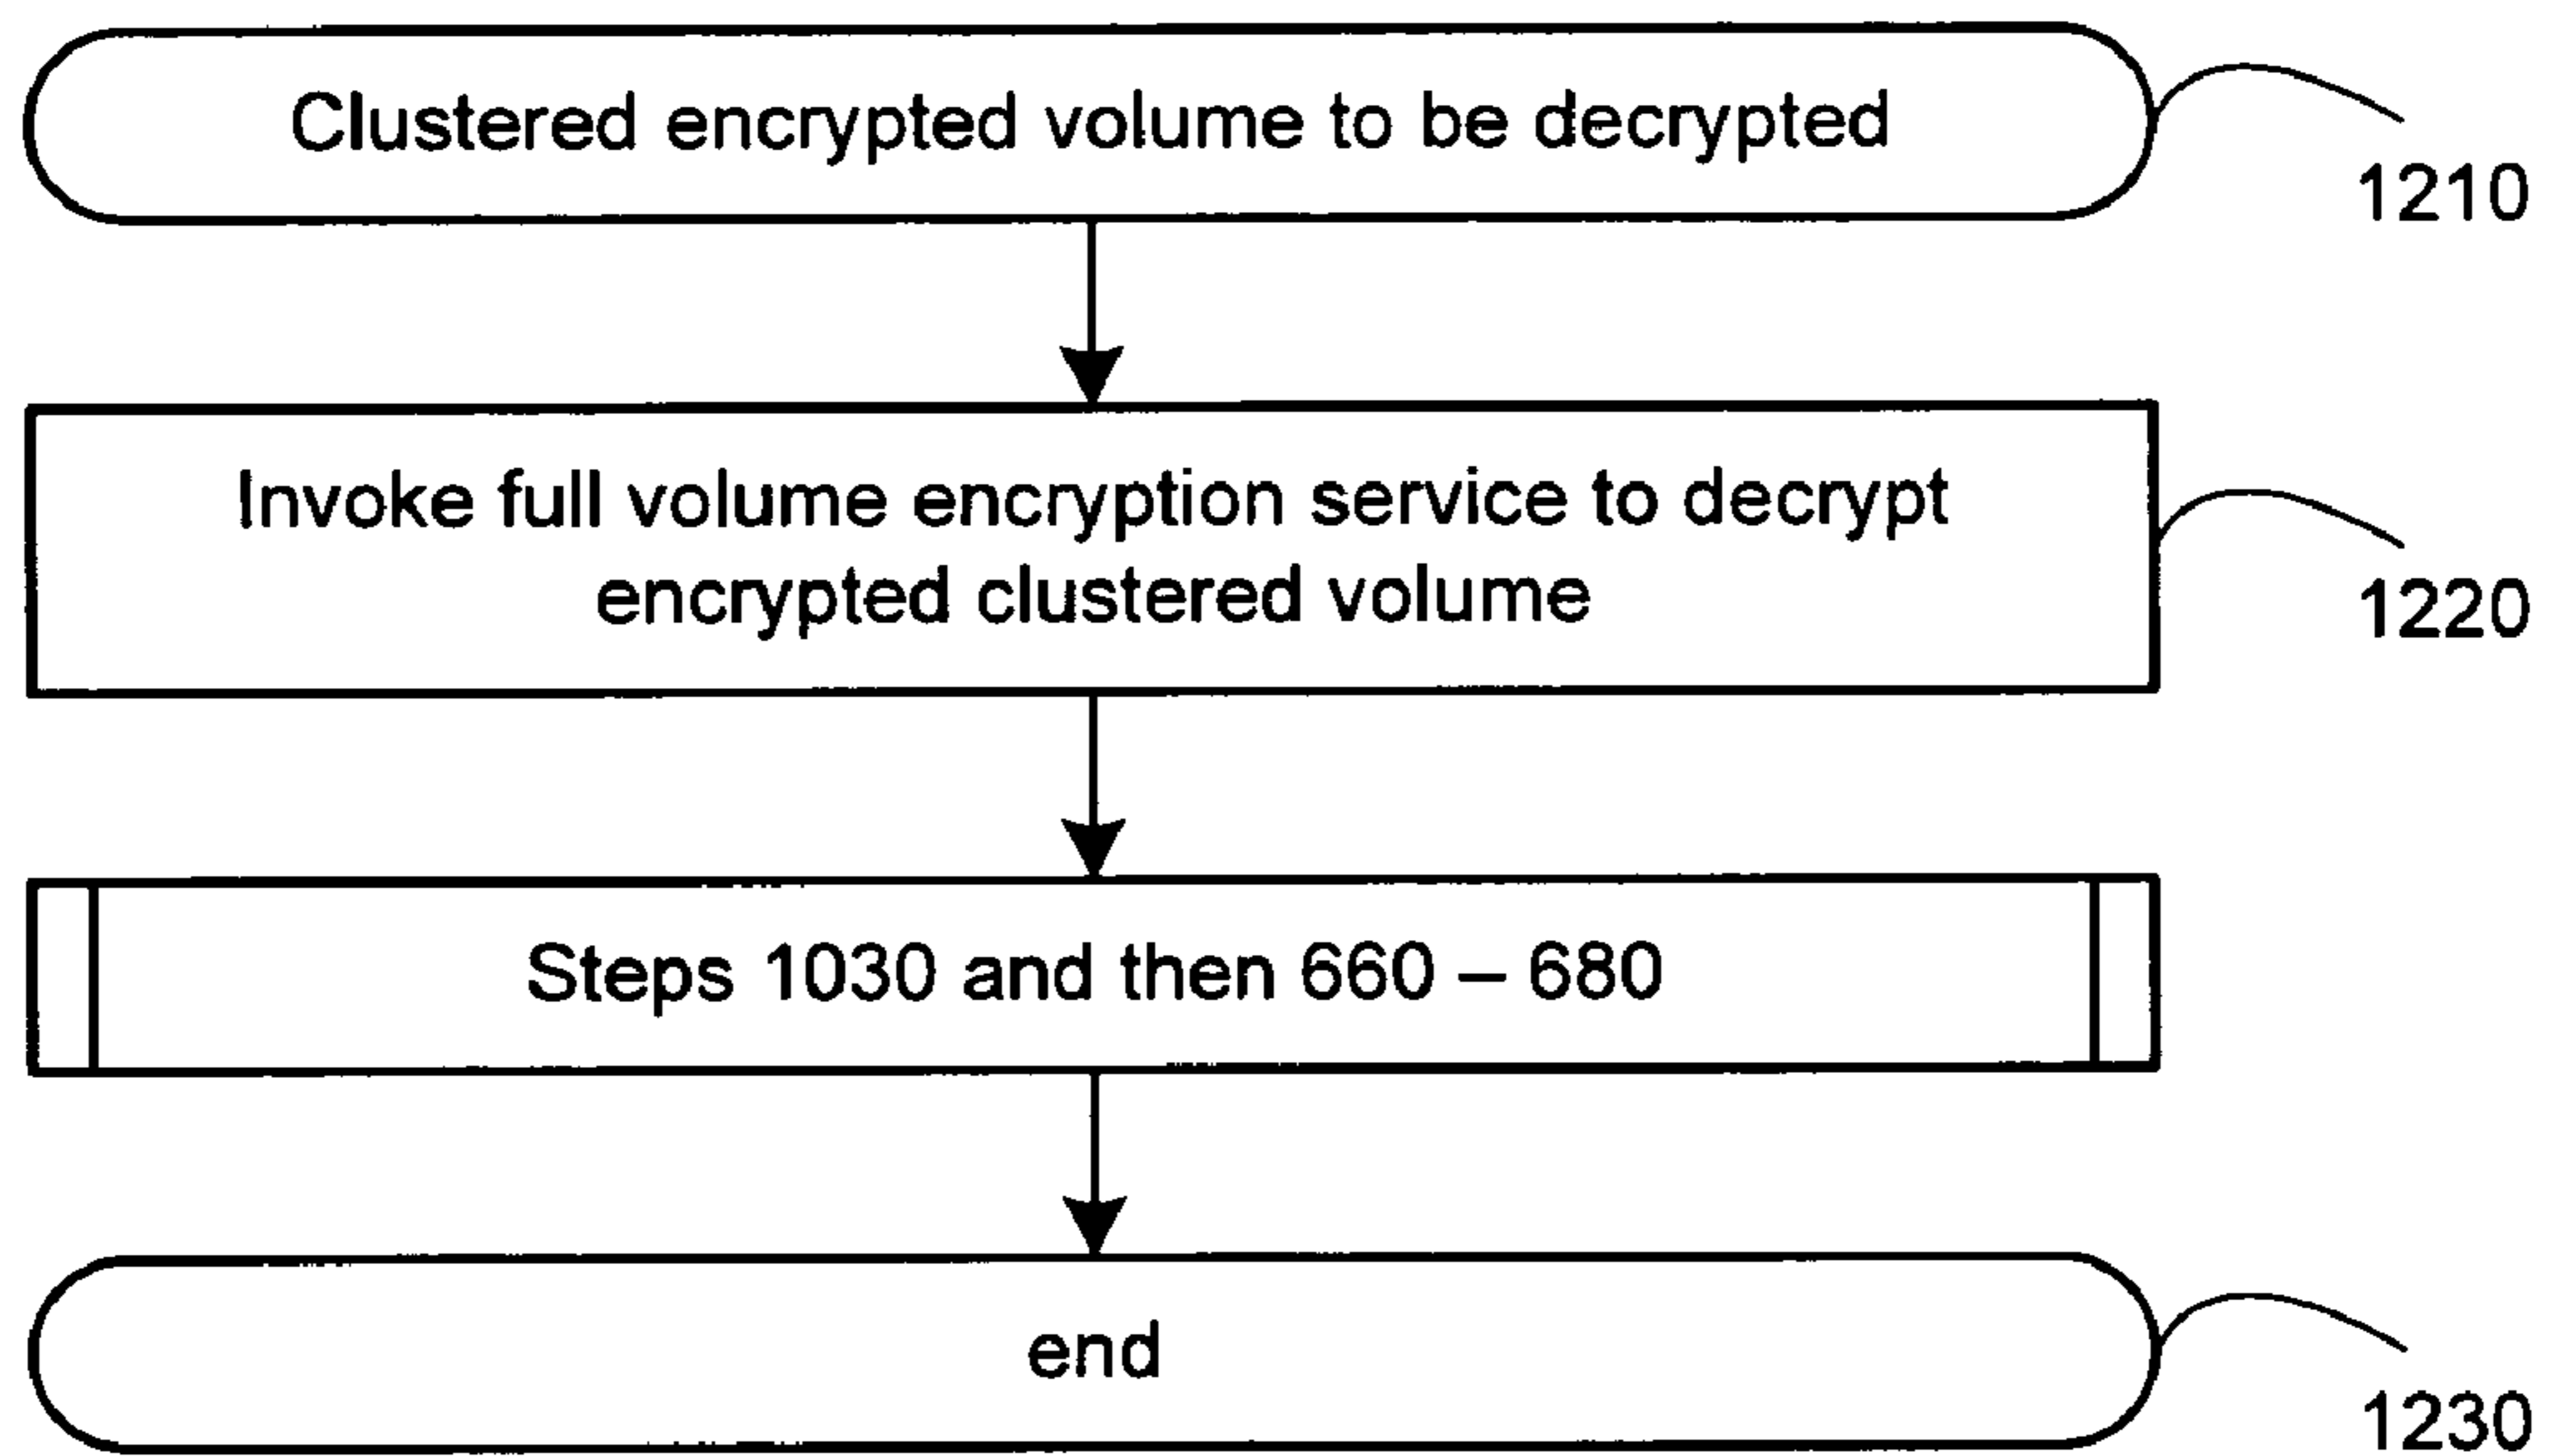 Clustered encrypted volume to be decrypted
1210
Invoke full volume encryption service to decrypt
encrypted clustered volume
1220
Steps 1030 and then 660 – 680
end
1230